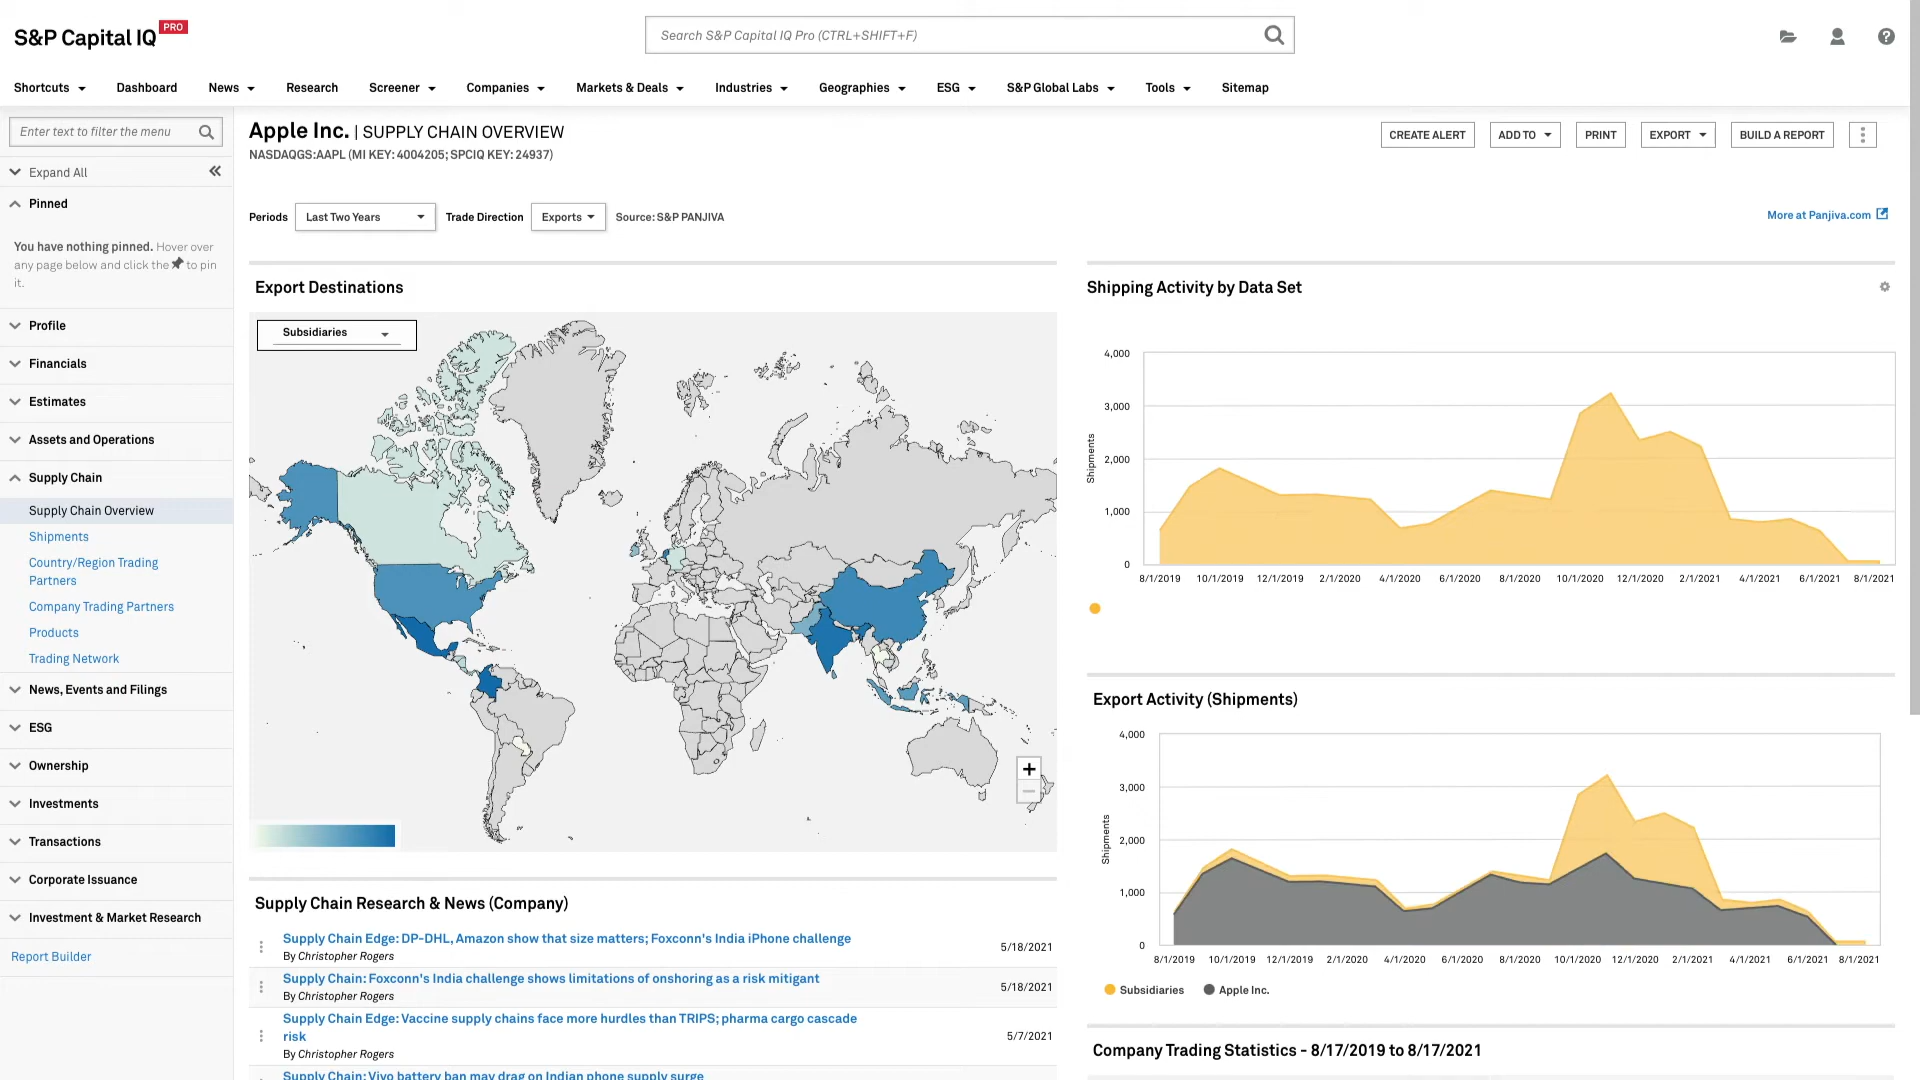 S&P Capital IQ PRO
Search S&P Capital IQ Pro (CTRL+SHIFT+F)
Shortcuts Dashboard News Research Screener Companies Markets & Deals Industries Geographies ESG S&P Global Labs Tools Sitemap
Enter text to filter the menu
Expand All
Pinned
You have nothing pinned. Hover over
any page below and click the to pin
it.
Profile
Financials
Estimates
Assets and Operations
Supply Chain
Supply Chain Overview
Shipments
Country/Region Trading
Partners
Company Trading Partners
Products
Trading Network
News, Events and Filings
ESG
Ownership
Investments
Transactions
Corporate Issuance
Investment & Market Research
Report Builder
Apple Inc. | SUPPLY CHAIN OVERVIEW
NASDAQGS:AAPL (MI KEY: 4004205; SPCIQ KEY: 24937)
CREATE ALERT ADD TO PRINT EXPORT BUILD A REPORT
Periods Last Two Years Trade Direction Exports Source: S&P PANJIVA
More at Panjiva.com
Export Destinations
Subsidiaries
+
−
Supply Chain Research & News (Company)
Supply Chain Edge: DP-DHL, Amazon show that size matters; Foxconn's India iPhone challenge
By Christopher Rogers
5/18/2021
Supply Chain: Foxconn's India challenge shows limitations of onshoring as a risk mitigant
By Christopher Rogers
5/18/2021
Supply Chain Edge: Vaccine supply chains face more hurdles than TRIPS; pharma cargo cascade
risk
By Christopher Rogers
5/7/2021
Supply Chain: Vivo battery ban may drag on Indian phone supply surge
Shipping Activity by Data Set
Shipments
4,000
3,000
2,000
1,000
0
8/1/2019 10/1/2019 12/1/2019 2/1/2020 4/1/2020 6/1/2020 8/1/2020 10/1/2020 12/1/2020 2/1/2021 4/1/2021 6/1/2021 8/1/2021
Export Activity (Shipments)
Shipments
4,000
3,000
2,000
1,000
0
8/1/2019 10/1/2019 12/1/2019 2/1/2020 4/1/2020 6/1/2020 8/1/2020 10/1/2020 12/1/2020 2/1/2021 4/1/2021 6/1/2021 8/1/2021
Subsidiaries Apple Inc.
Company Trading Statistics - 8/17/2019 to 8/17/2021